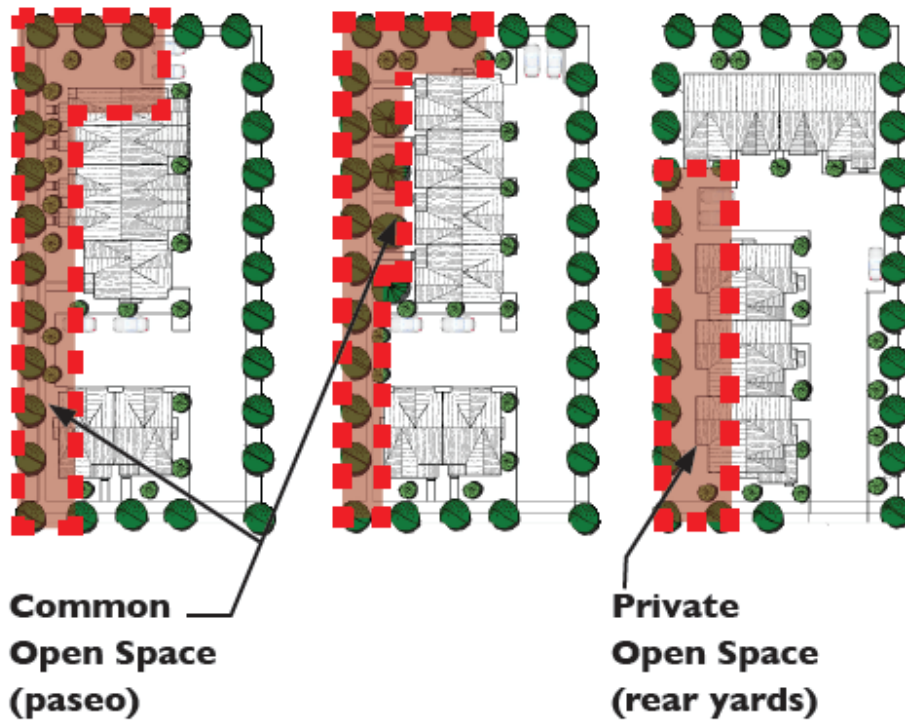 Common
Open Space
(paseo)
Private
Open Space
(rear yards)